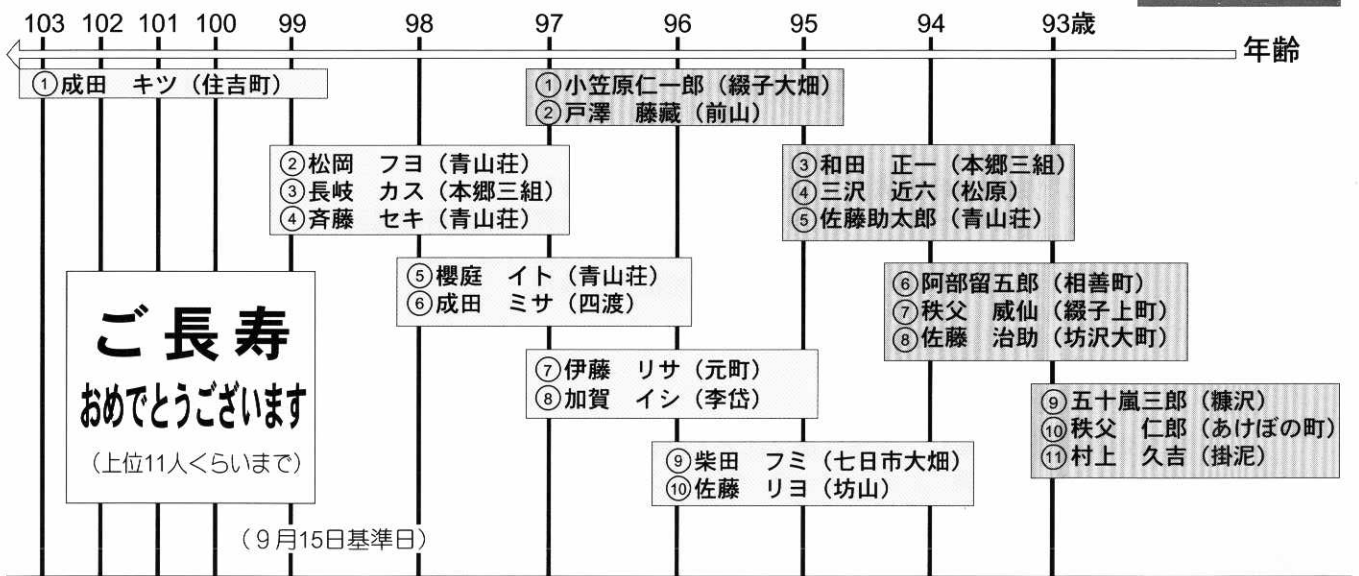 103 102 101 100 99 98 97 96 95 94 93歳
年齢
①成田　キツ（住吉町）
①小笠原仁一郎（綴子大畑）
②戸澤　藤藏（前山）
②松岡　フヨ（青山荘）
③長岐　カス（本郷三組）
④斉藤　セキ（青山荘）
③和田　正一（本郷三組）
④三沢　近六（松原）
⑤佐藤助太郎（青山荘）
⑤櫻庭　イト（青山荘）
⑥成田　ミサ（四渡）
⑥阿部留五郎（相善町）
⑦秩父　威仙（綴子上町）
⑧佐藤　治助（坊沢大町）
⑦伊藤　リサ（元町）
⑧加賀　イシ（李岱）
⑨五十嵐三郎（糠沢）
⑩秩父　仁郎（あけぼの町）
⑪村上　久吉（掛泥）
⑨柴田　フミ（七日市大畑）
⑩佐藤　リヨ（坊山）
ご長寿
おめでとうございます
（上位11人くらいまで）
（９月15日基準日）